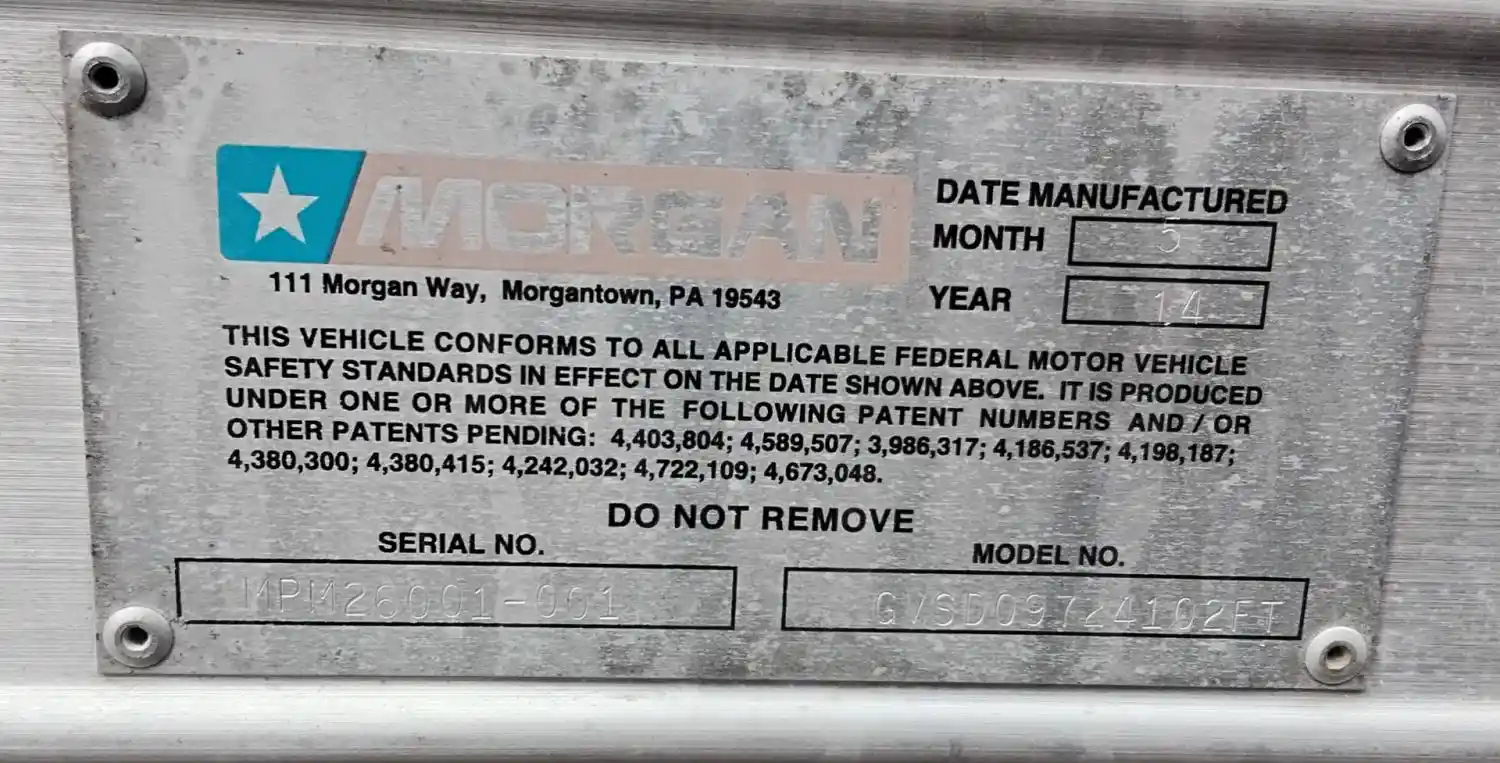 MORGAN
111 Morgan Way, Morgantown, PA 19543
DATE MANUFACTURED
MONTH 5
YEAR 14
THIS VEHICLE CONFORMS TO ALL APPLICABLE FEDERAL MOTOR VEHICLE
SAFETY STANDARDS IN EFFECT ON THE DATE SHOWN ABOVE. IT IS PRODUCED
UNDER ONE OR MORE OF THE FOLLOWING PATENT NUMBERS AND / OR
OTHER PATENTS PENDING: 4,403,804; 4,589,507; 3,986,317; 4,186,537; 4,198,187;
4,380,300; 4,380,415; 4,242,032; 4,722,109; 4,673,048.
DO NOT REMOVE
SERIAL NO.
MPM26001-061
MODEL NO.